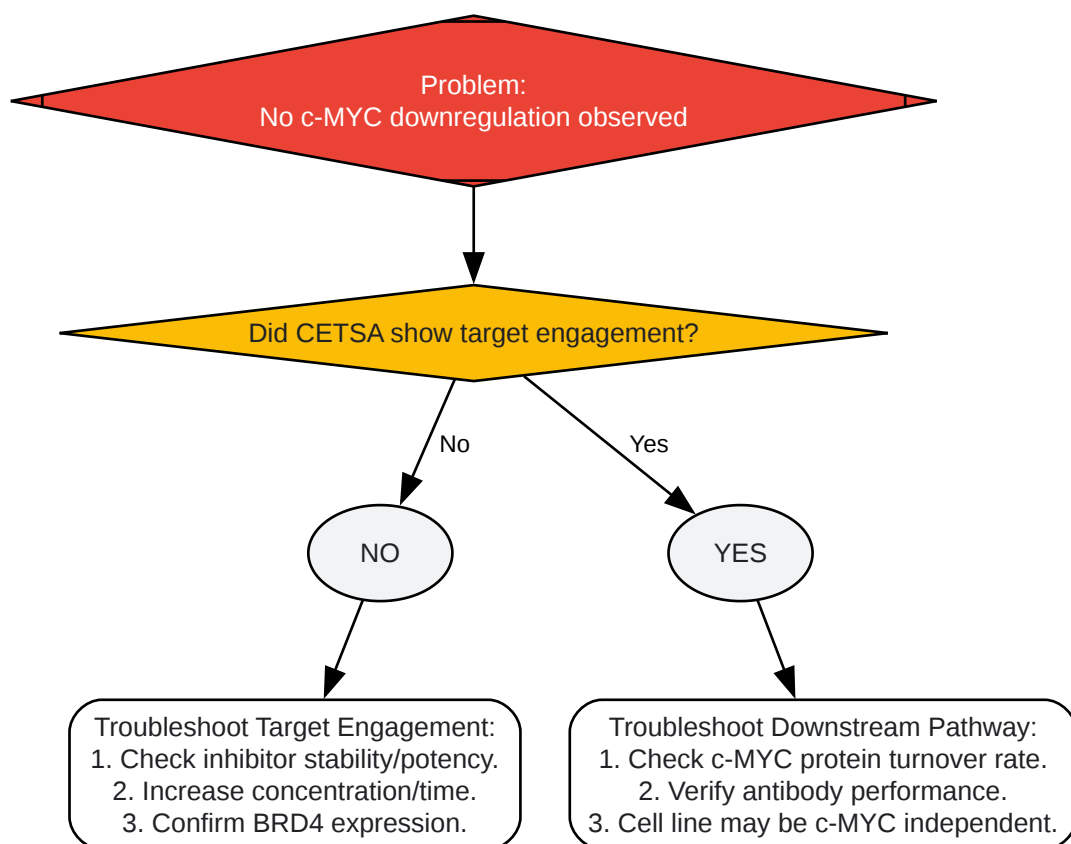 Problem:
No c-MYC downregulation observed
Did CETSA show target engagement?
No
Yes
NO
YES
Troubleshoot Target Engagement:
1. Check inhibitor stability/potency.
2. Increase concentration/time.
3. Confirm BRD4 expression.
Troubleshoot Downstream Pathway:
1. Check c-MYC protein turnover rate.
2. Verify antibody performance.
3. Cell line may be c-MYC independent.